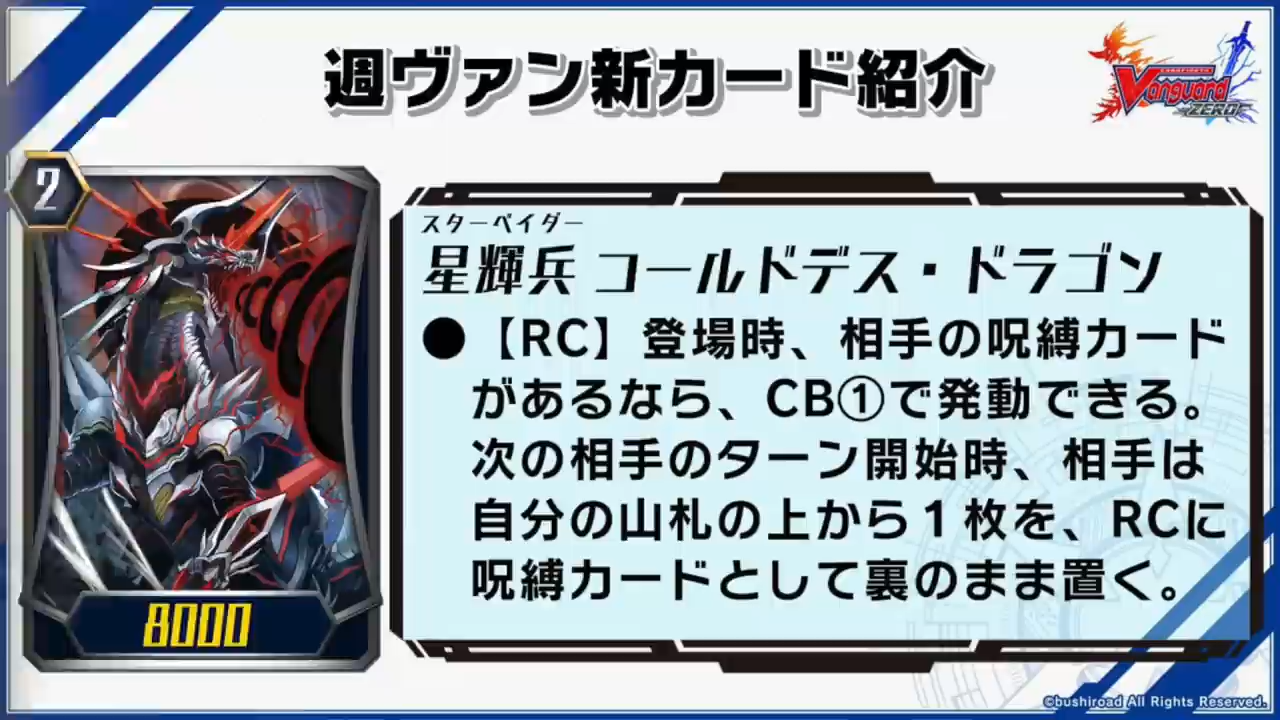 週ヴァン新カード紹介
CARDFIGHT!! Vanguard ZERO
2
8000
スターベイダー
星輝兵 コールドデス・ドラゴン
●【RC】登場時、相手の呪縛カード
があるなら、CB①で発動できる。
次の相手のターン開始時、相手は
自分の山札の上から1枚を、RCに
呪縛カードとして裏のまま置く。
©bushiroad All Rights Reserved.